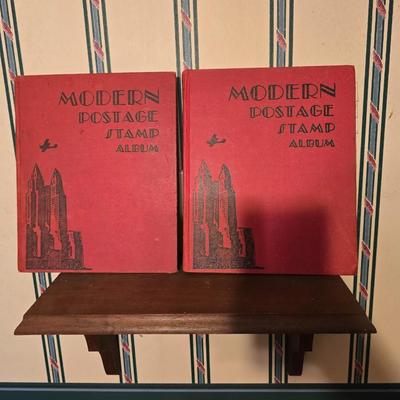 MODERN
POSTAGE
STAMP
ALBUM
MODERN
POSTAGE
STAMP
ALBUM